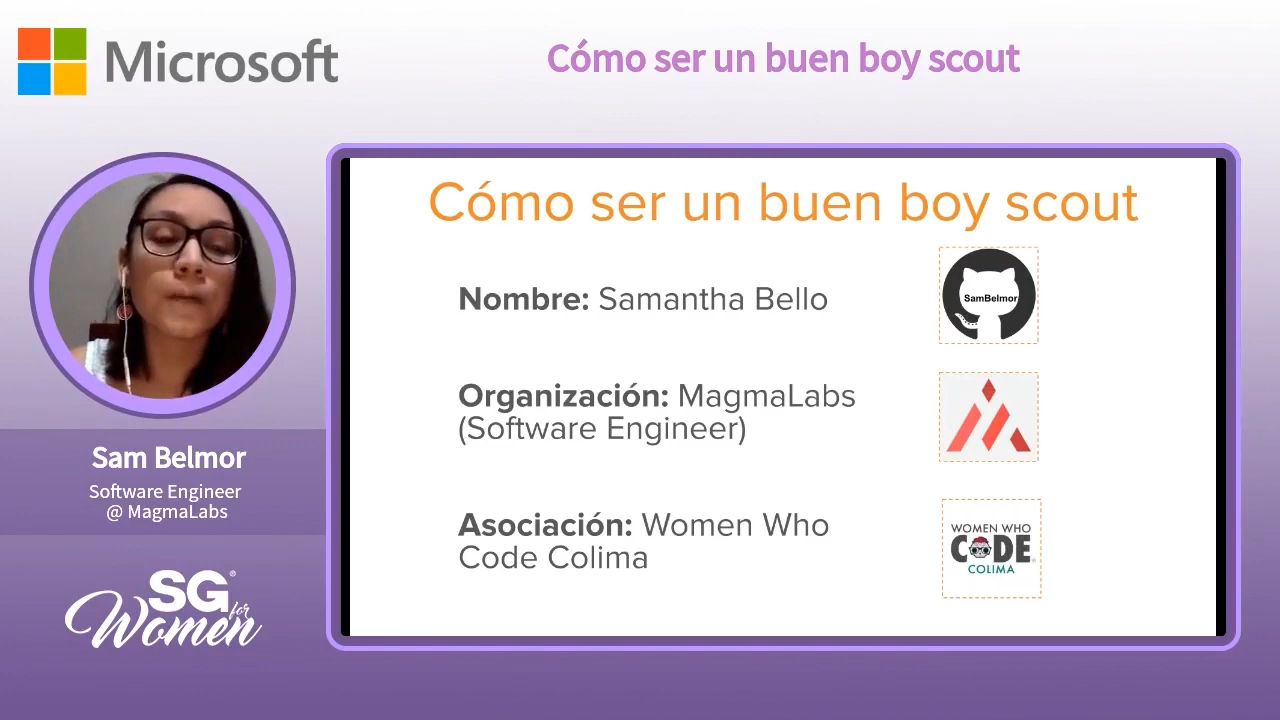 Microsoft
Cómo ser un buen boy scout
Cómo ser un buen boy scout
Nombre: Samantha Bello
SamBelmor
Organización: MagmaLabs
(Software Engineer)
Asociación: Women Who
Code Colima
WOMEN WHO
CODE
COLIMA
Sam Belmor
Software Engineer
@ MagmaLabs
SG®
for
Women